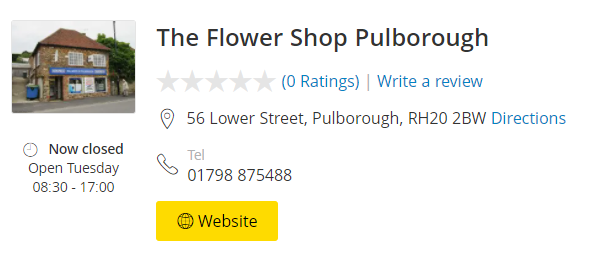 The Flower Shop Pulborough
(0 Ratings) | Write a review
56 Lower Street, Pulborough, RH20 2BW Directions
Now closed
Open Tuesday
08:30 - 17:00
Tel
01798 875488
Website